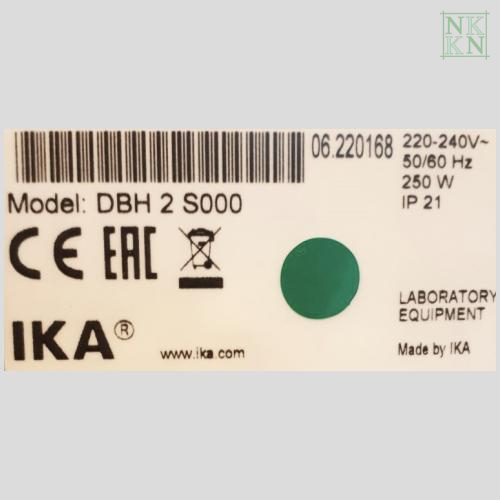 NK
KN
06.220168
220-240V~
50/60 Hz
250 W
IP 21
Model: DBH 2 S000
CE EAC
LABORATORY
EQUIPMENT
IKA®
www.ika.com
Made by IKA